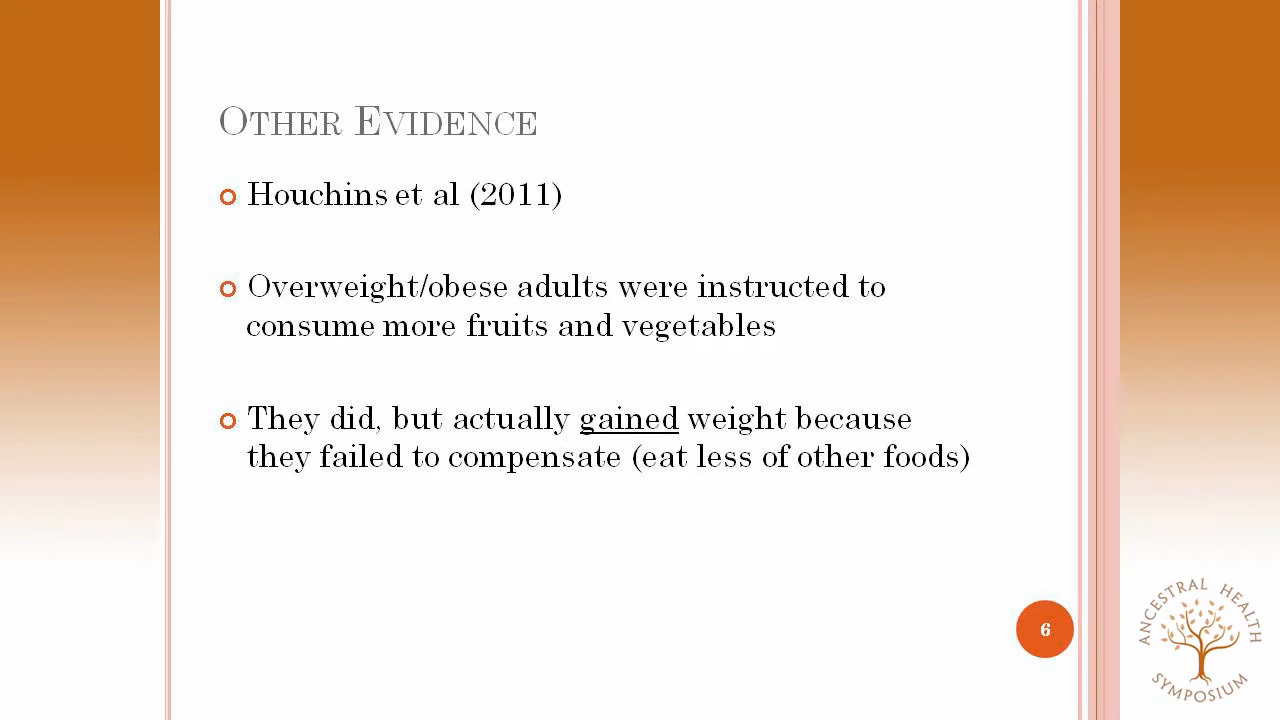 OTHER EVIDENCE
Houchins et al (2011)
Overweight/obese adults were instructed to
consume more fruits and vegetables
They did, but actually gained weight because
they failed to compensate (eat less of other foods)
6
ANCESTRAL HEALTH
SYMPOSIUM